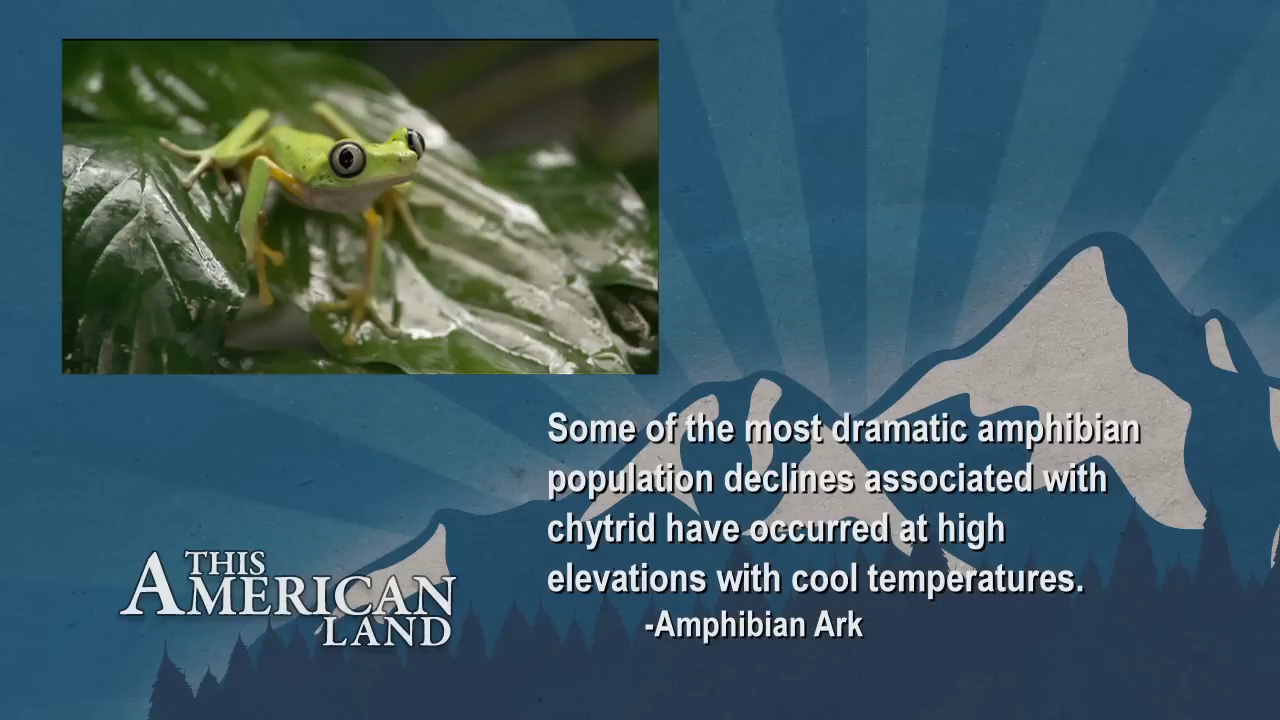 Some of the most dramatic amphibian
population declines associated with
chytrid have occurred at high
elevations with cool temperatures.
-Amphibian Ark
THIS
AMERICAN
LAND